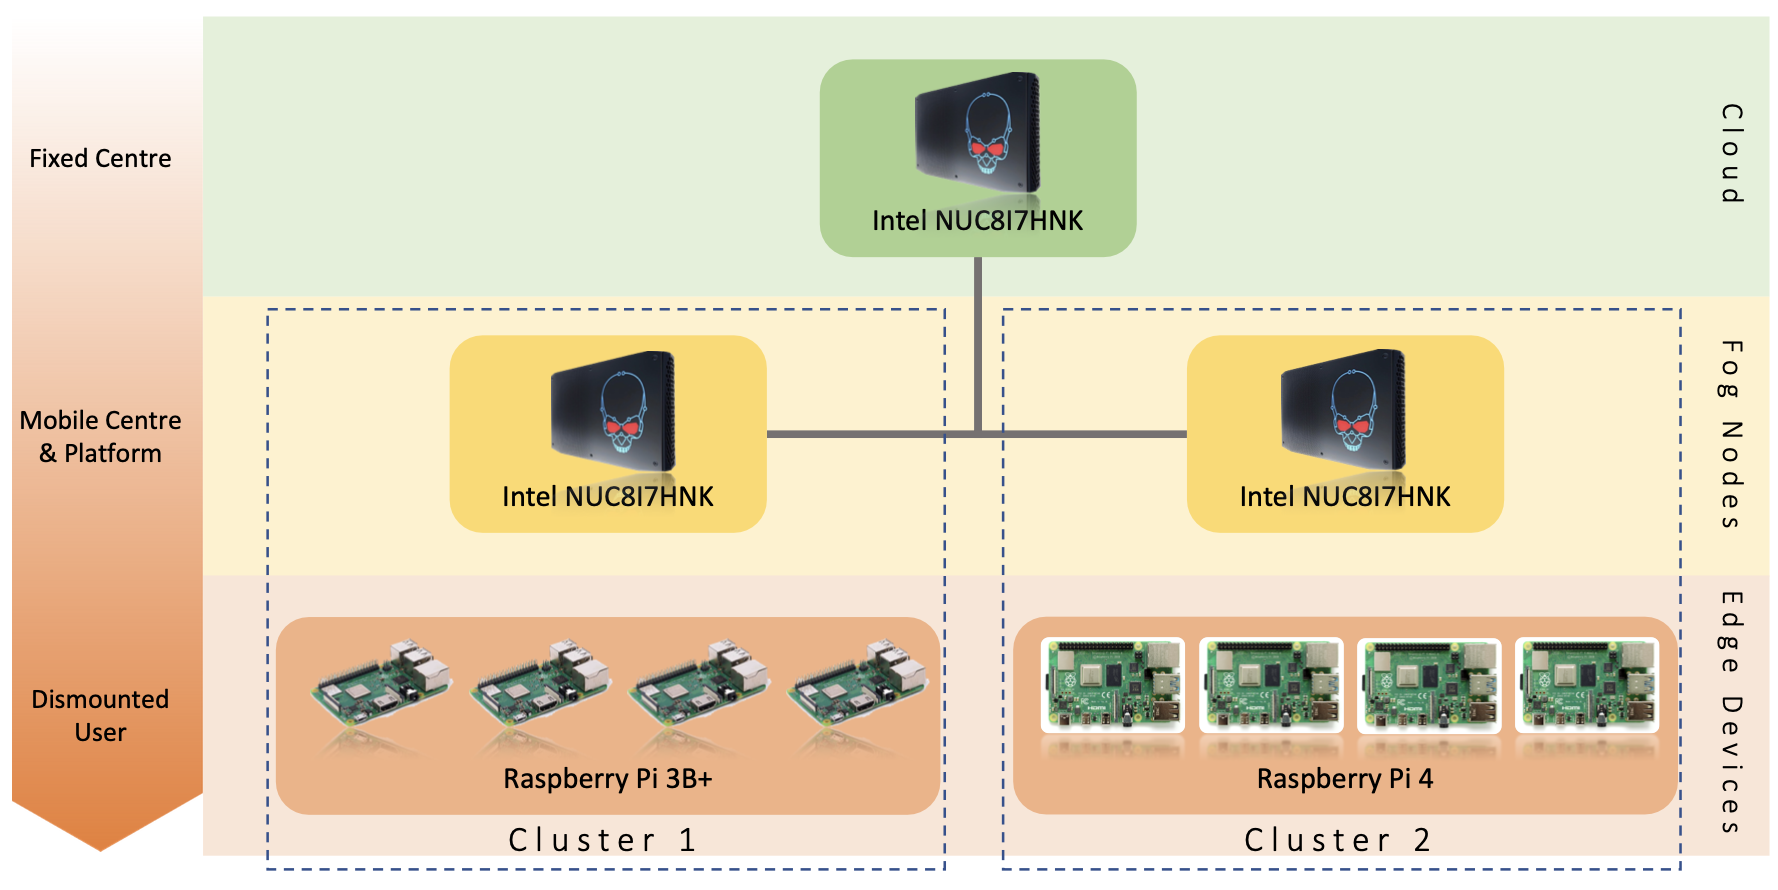 Fixed Centre
Cloud
Intel NUC8I7HNK
Mobile Centre
& Platform
Fog Nodes
Intel NUC8I7HNK
Intel NUC8I7HNK
Dismounted
User
Edge Devices
Raspberry Pi 3B+
Raspberry Pi 4
Cluster 1
Cluster 2